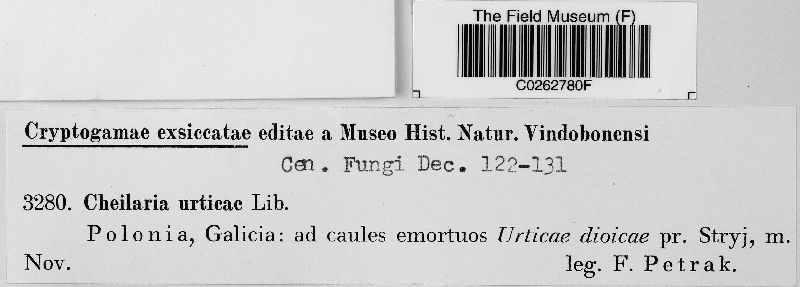 The Field Museum (F)
C0262780F
Cryptogamae exsiccatae editae a Museo Hist. Natur. Vindobonensi
Cen. Fungi Dec. 122-131
3280. Cheilaria urticae Lib.
Polonia, Galicia: ad caules emortuos Urticae dioicae pr. Stryj, m.
Nov. leg. F. Petrak.